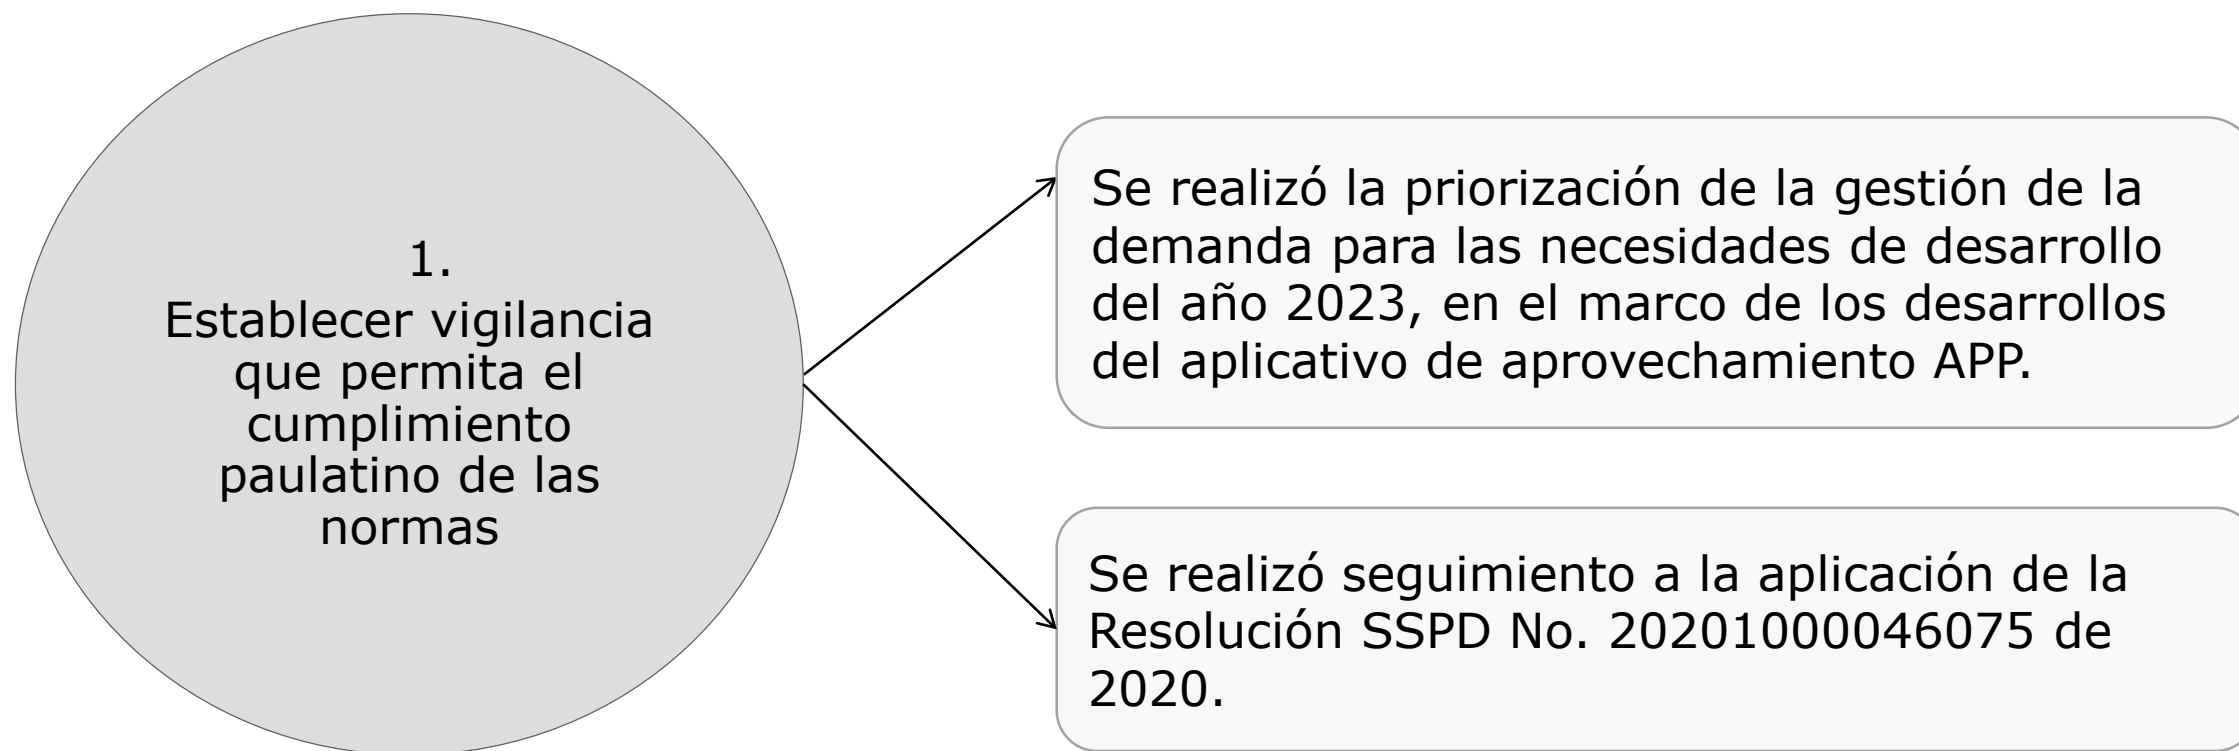 1.
Establecer vigilancia
que permita el
cumplimiento
paulatino de las
normas
Se realizó la priorización de la gestión de la
demanda para las necesidades de desarrollo
del año 2023, en el marco de los desarrollos
del aplicativo de aprovechamiento APP.
Se realizó seguimiento a la aplicación de la
Resolución SSPD No. 20201000046075 de
2020.